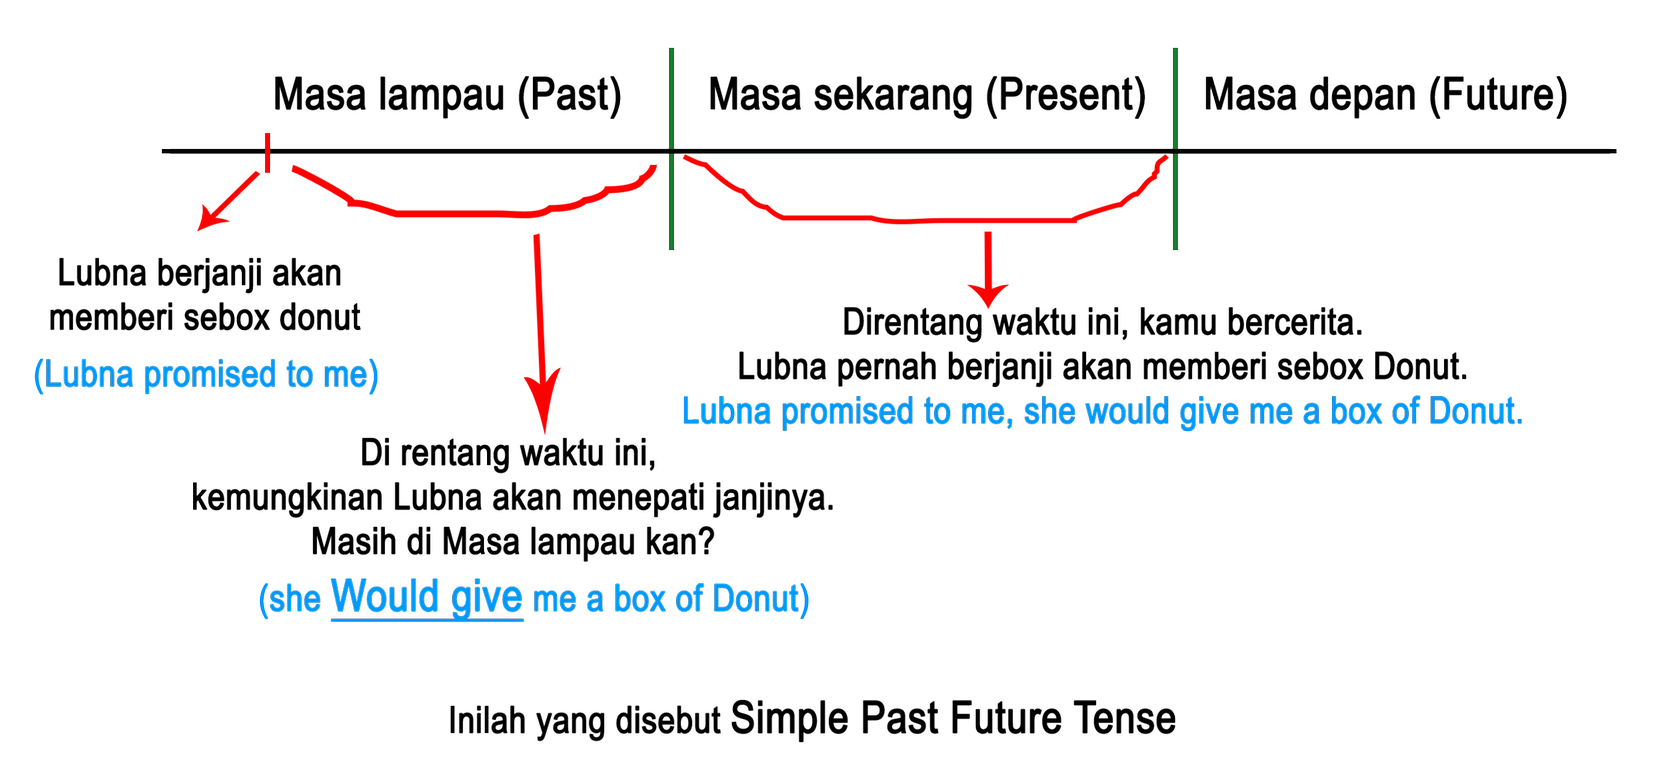 Masa lampau (Past)
Masa sekarang (Present)
Masa depan (Future)
Lubna berjanji akan
memberi sebox donut
(Lubna promised to me)
Di rentang waktu ini,
kemungkinan Lubna akan menepati janjinya.
Masih di Masa lampau kan?
(she Would give me a box of Donut)
Direntang waktu ini, kamu bercerita.
Lubna pernah berjanji akan memberi sebox Donut.
Lubna promised to me, she would give me a box of Donut.
Inilah yang disebut Simple Past Future Tense